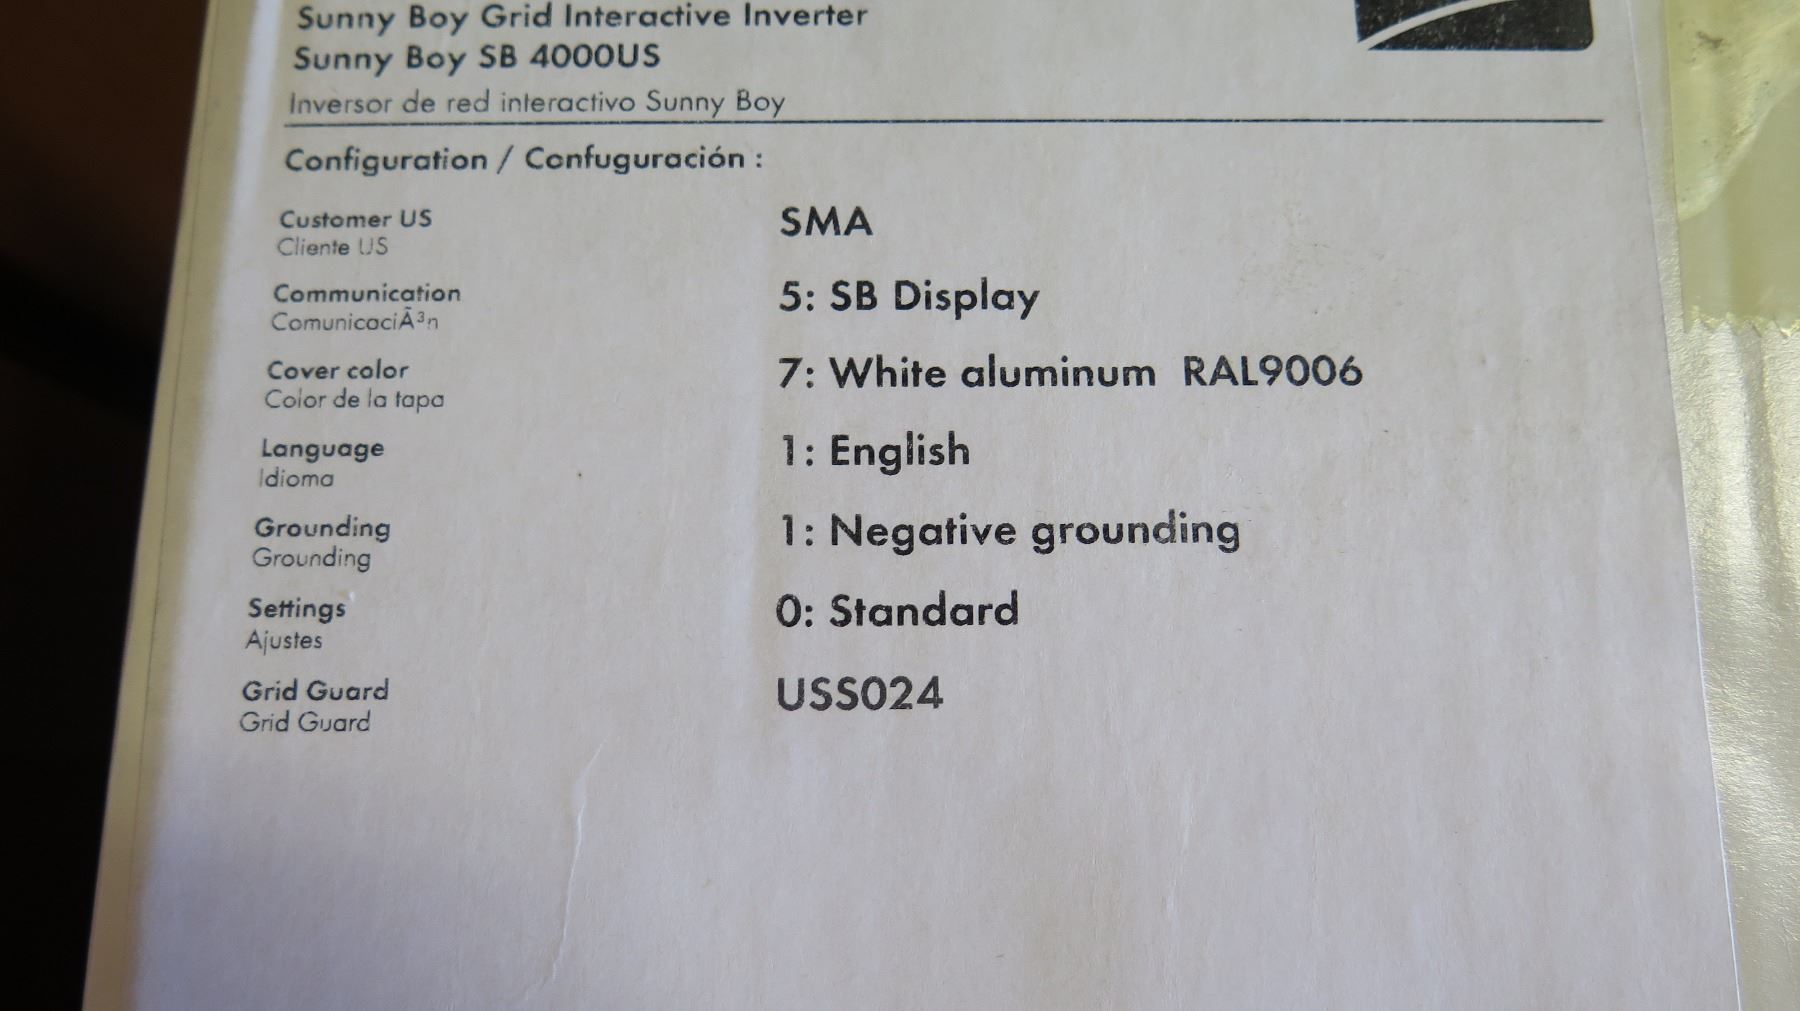 Sunny Boy Grid Interactive Inverter
Sunny Boy SB 4000US
Inversor de red interactivo Sunny Boy
Configuration / Confuguración :
Customer US SMA
Cliente US
Communication 5: SB Display
ComunicaciÃ³n
Cover color 7: White aluminum RAL9006
Color de la tapa
Language 1: English
Idioma
Grounding 1: Negative grounding
Grounding
Settings 0: Standard
Ajustes
Grid Guard USS024
Grid Guard